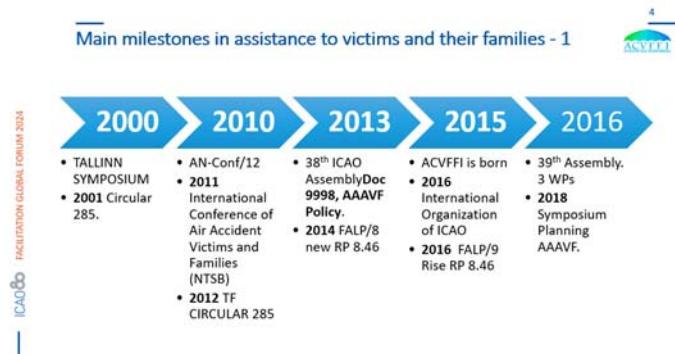 4
Main milestones in assistance to victims and their families - 1
ACVFFI
2000
2010
2013
2015
2016
• TALLINN
SYMPOSIUM
• 2001 Circular
285.
• AN-Conf/12
• 2011
International
Conference of
Air Accident
Victims and
Families
(NTSB)
• 2012 TF
CIRCULAR 285
• 38th ICAO
AssemblyDoc
9998, AAAVF
Policy.
• 2014 FALP/8
new RP 8.46
• ACVFFI is born
• 2016
International
Organization
of ICAO
• 2016 FALP/9
Rise RP 8.46
• 39th Assembly.
3 WPs
• 2018
Symposium
Planning
AAAVF.
ICAO80 FACILITATION GLOBAL FORUM 2024